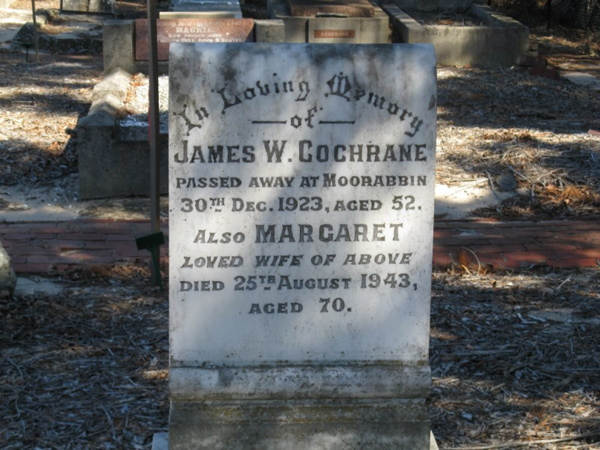 In Loving Memory
of
JAMES W. COCHRANE
PASSED AWAY AT MOORABBIN
30TH DEC. 1923, AGED 52.
ALSO MARGARET
LOVED WIFE OF ABOVE
DIED 25TH AUGUST 1943,
AGED 70.